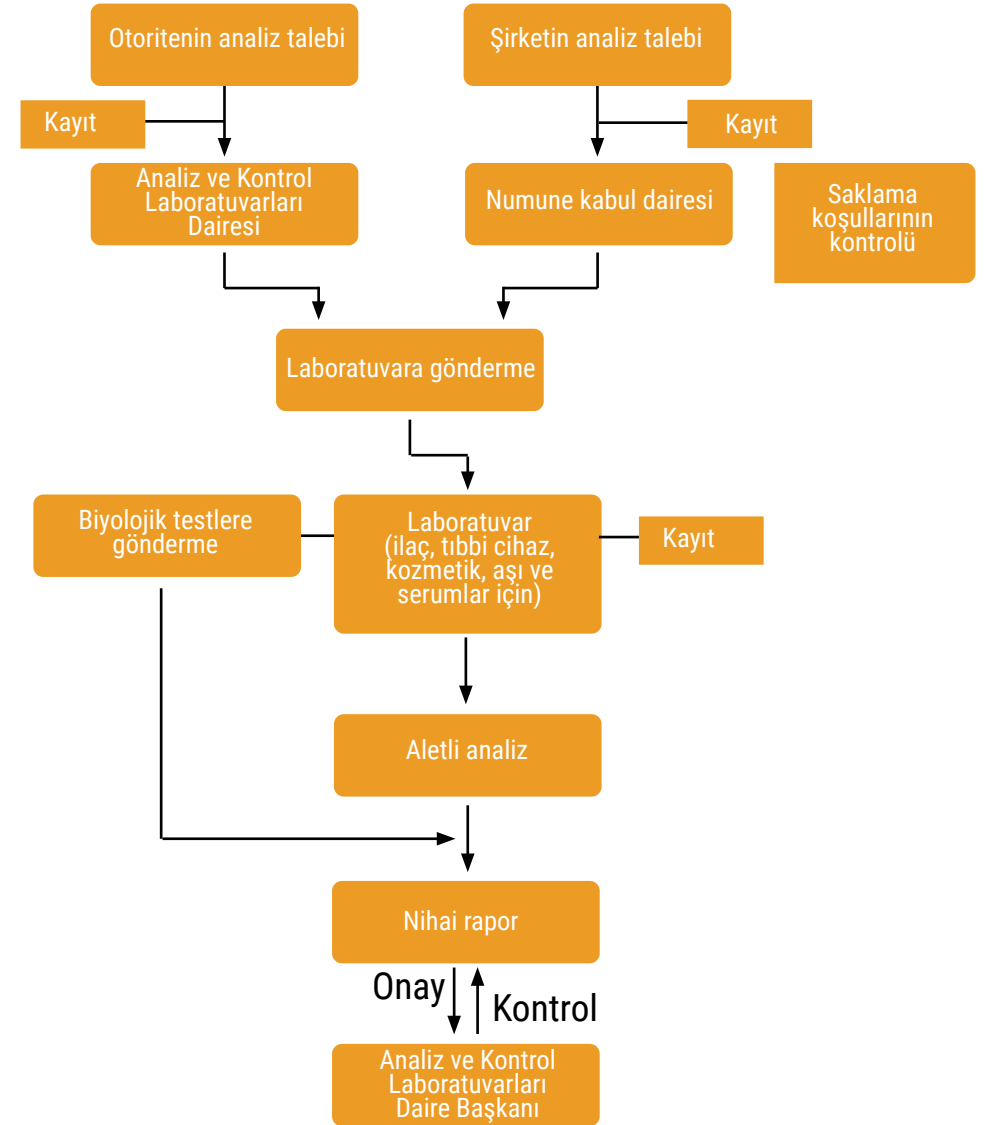 Otoritenin analiz talebi
Şirketin analiz talebi
Kayıt
Kayıt
Analiz ve Kontrol
Laboratuvarları
Dairesi
Numune kabul dairesi
Saklama
koşullarının
kontrolü
Laboratuvara gönderme
Biyolojik testlere
gönderme
Laboratuvar
(ilaç, tıbbi cihaz,
kozmetik, aşı ve
serumlar için)
Kayıt
Aletli analiz
Nihai rapor
Onay
Kontrol
Analiz ve Kontrol
Laboratuvarları
Daire Başkanı